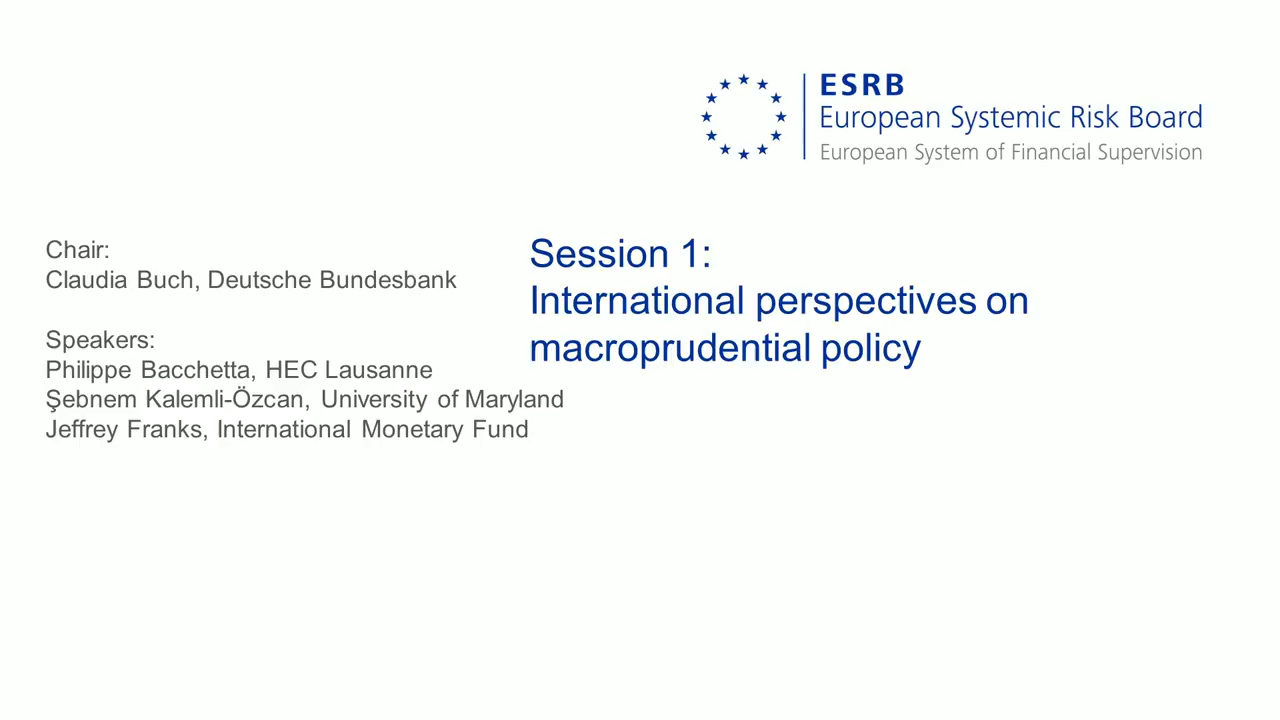 ESRB
European Systemic Risk Board
European System of Financial Supervision
Chair:
Claudia Buch, Deutsche Bundesbank
Speakers:
Philippe Bacchetta, HEC Lausanne
Şebnem Kalemli-Özcan, University of Maryland
Jeffrey Franks, International Monetary Fund
Session 1:
International perspectives on
macroprudential policy